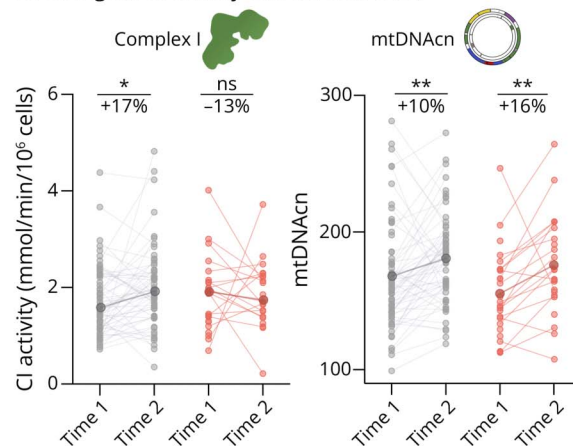 Complex I
mtDNAcn
* ns
+17% –13%
** **
+10% +16%
CI activity (mmol/min/10⁶ cells)
6
4
2
0
Time 1 Time 2 Time 1 Time 2
mtDNAcn
300
200
100
Time 1 Time 2 Time 1 Time 2